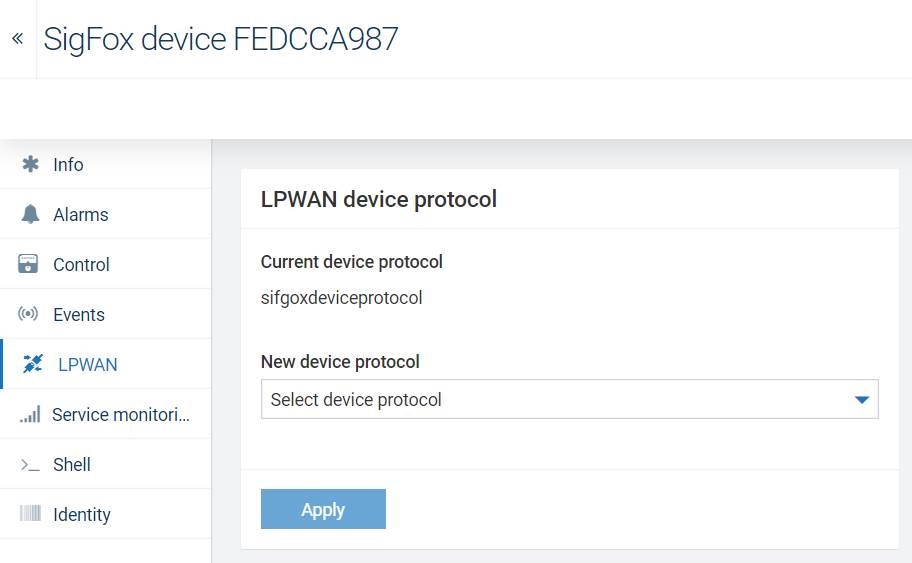 SigFox device FEDCCA987
Info
Alarms
Control
Events
LPWAN
Service monitori...
Shell
Identity
LPWAN device protocol
Current device protocol
sifgoxdeviceprotocol
New device protocol
Select device protocol
Apply